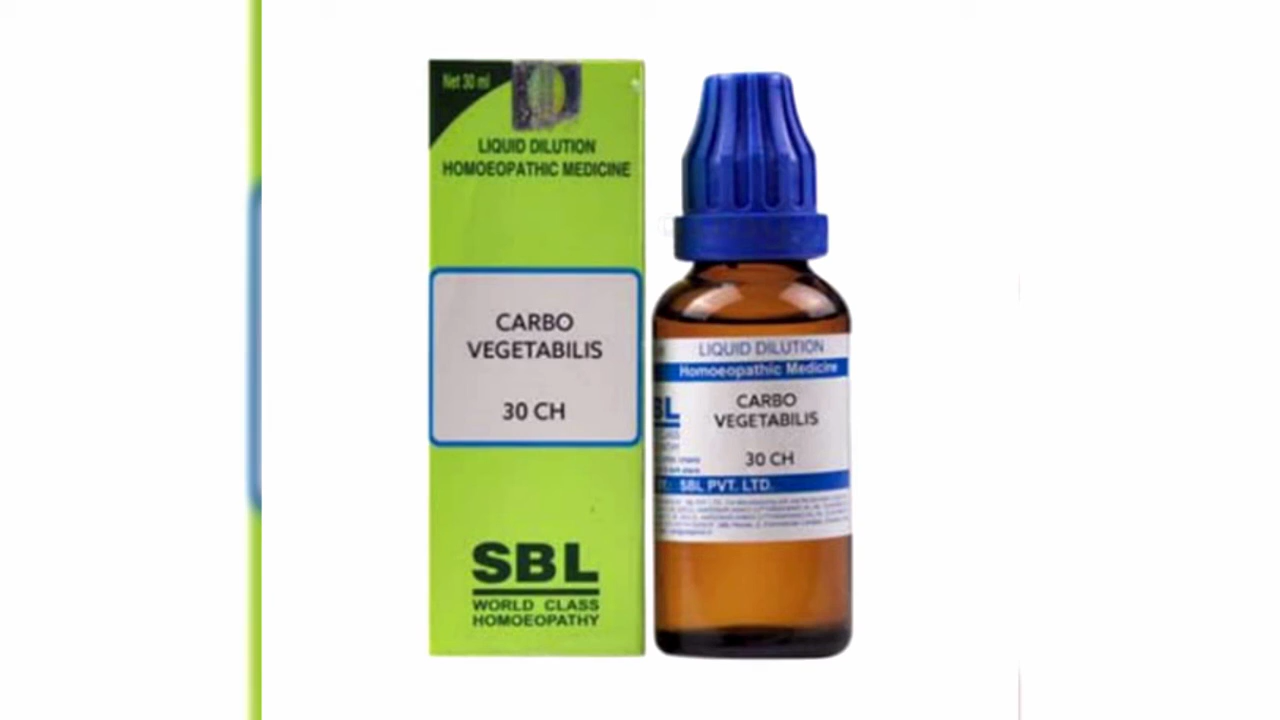 Net 30 ml
LIQUID DILUTION
HOMOEOPATHIC MEDICINE
CARBO
VEGETABILIS
30 CH
SBL
WORLD CLASS
HOMOEOPATHY
LIQUID DILUTION
Homoeopathic Medicine
BL
CARBO
VEGETABILIS
30 CH
SBL PVT. LTD.